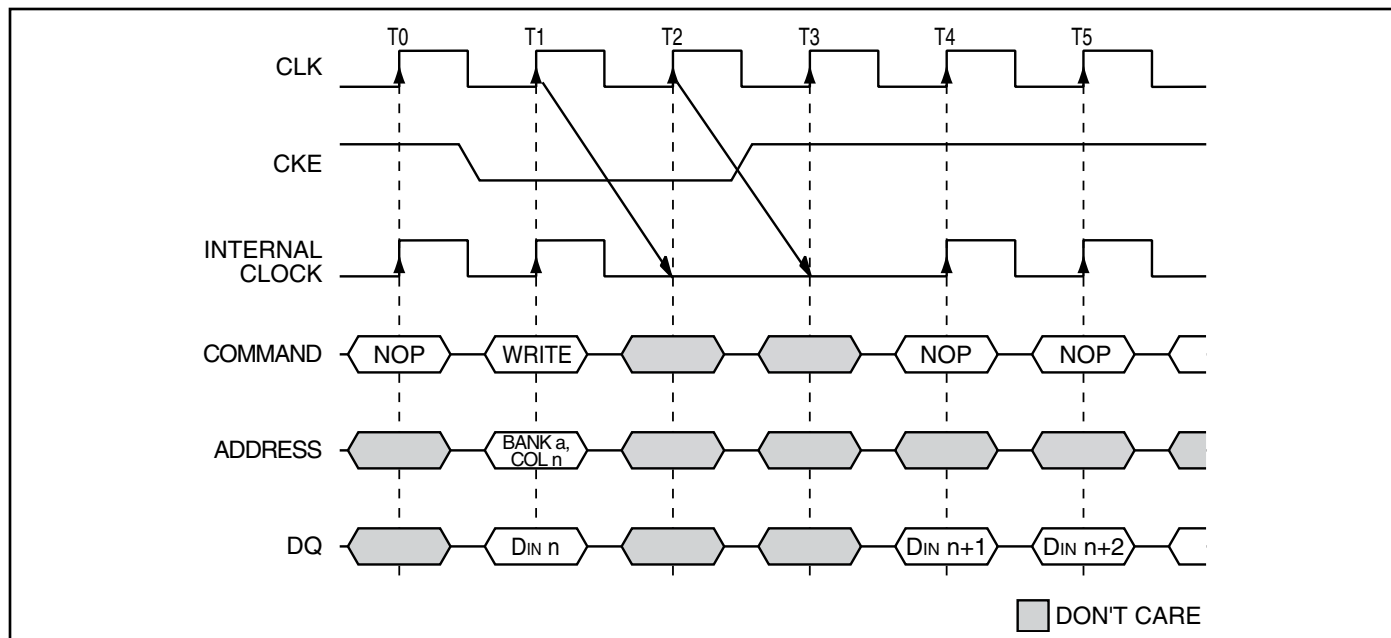 T0 T1 T2 T3 T4 T5
CLK
CKE
INTERNAL
CLOCK
COMMAND NOP WRITE NOP NOP
ADDRESS BANK a,
COL n
DQ DIN n DIN n+1 DIN n+2
DON'T CARE